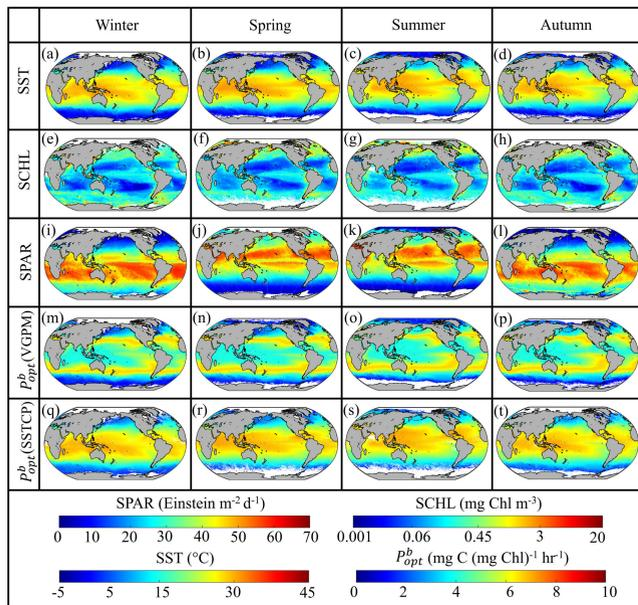 Winter Spring Summer Autumn
SST (a) (b) (c) (d)
SCHL (e) (f) (g) (h)
SPAR (i) (j) (k) (l)
P^b_opt(VGPM) (m) (n) (o) (p)
P^b_opt(SSTCP) (q) (r) (s) (t)
SPAR (Einstein m⁻² d⁻¹) SCHL (mg Chl m⁻³)
0 10 20 30 40 50 60 70 0.001 0.06 0.45 3 20
SST (°C) P^b_opt (mg C (mg Chl)⁻¹ hr⁻¹)
-5 15 30 45 0 2 4 6 8 10